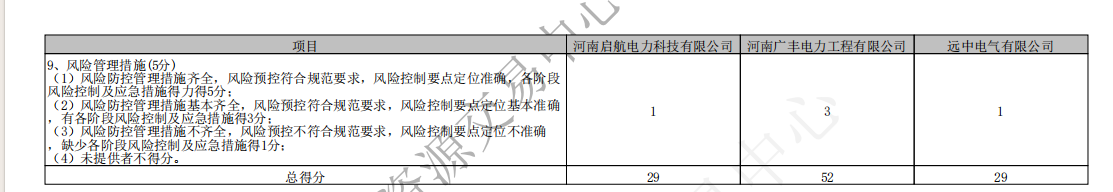 项目 河南启航电力科技有限公司 河南广丰电力工程有限公司 远中电气有限公司
9、风险管理措施(5分)
（1）风险防控管理措施齐全，风险预控符合规范要求，风险控制要点定位准确，各阶段
风险控制及应急措施得力得5分；
（2）风险防控管理措施基本齐全，风险预控符合规范要求，风险控制要点定位基本准确
，有各阶段风险控制及应急措施得3分；
（3）风险防控管理措施不齐全，风险预控不符合规范要求，风险控制要点定位不准确
，缺少各阶段风险控制及应急措施得1分；
（4）未提供者不得分。
1 3 1
总得分 29 52 29
资源交易中心
易中心